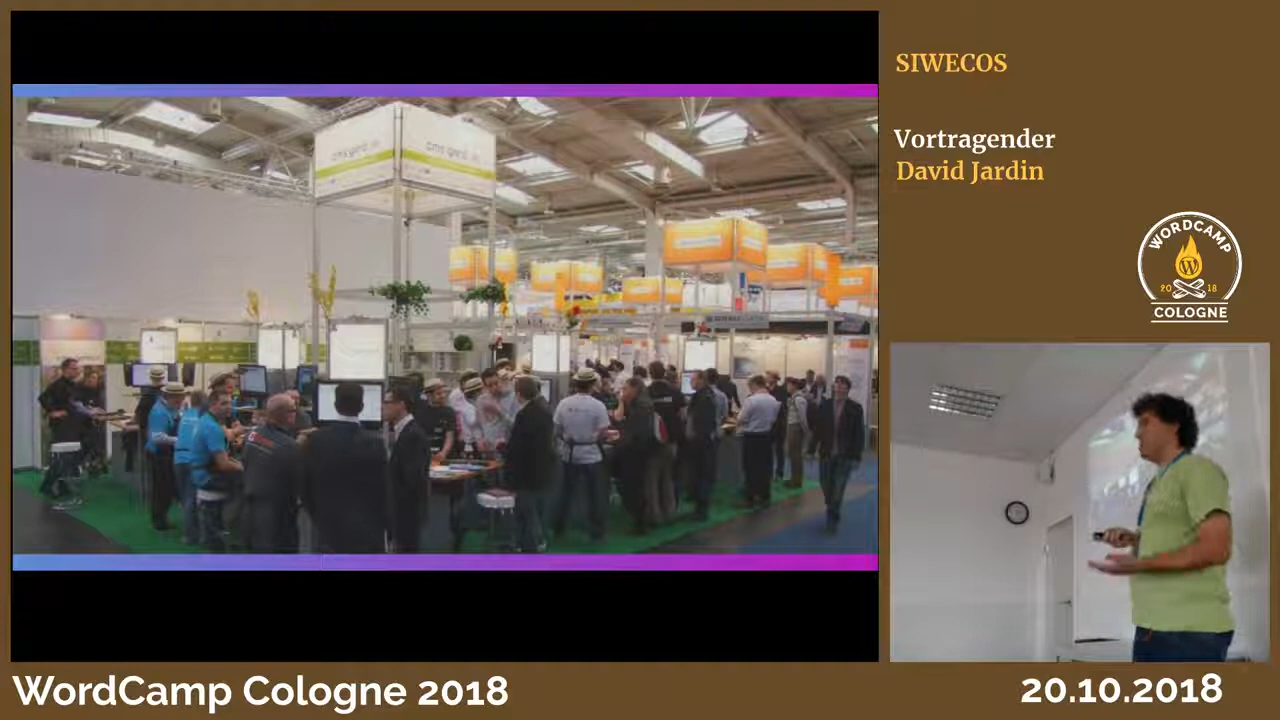 SIWECOS
Vortragender
David Jardin
WORDCAMP
20 18
COLOGNE
WordCamp Cologne 2018
20.10.2018